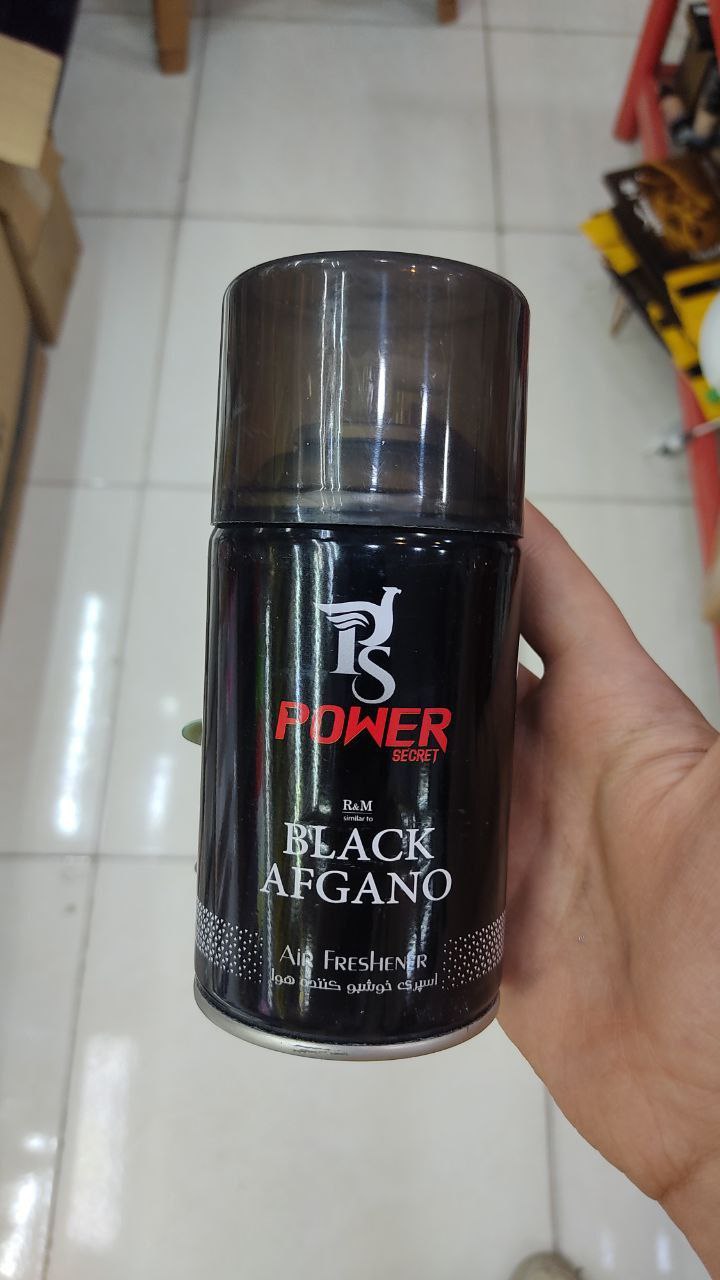 PS
POWER
SECRET
R&M
similar to
BLACK
AFGANO
AIR FRESHENER
اسپری خوشبو کننده هوا